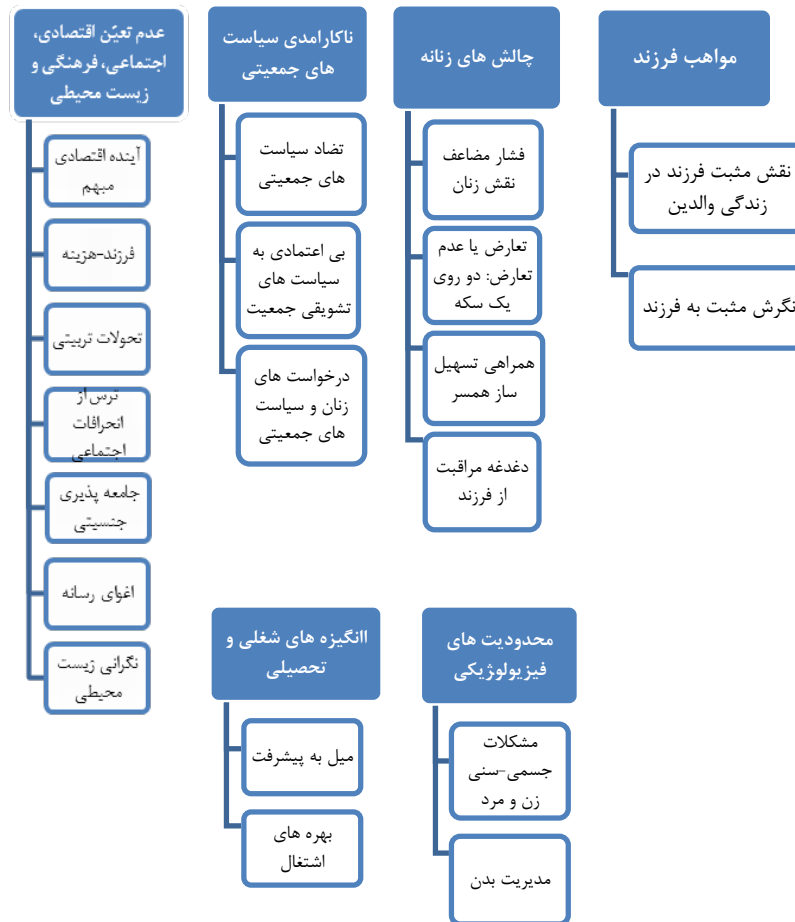 مواهب فرزند
نقش مثبت فرزند در
زندگی والدین
نگرش مثبت به فرزند
چالش های زنانه
فشار مضاعف
نقش زنان
تعارض یا عدم
تعارض: دو روی
یک سکه
همراهی تسهیل
ساز همسر
دغدغه مراقبت
از فرزند
ناکارامدی سیاست
های جمعیتی
تضاد سیاست
های جمعیتی
بی اعتمادی به
سیاست های
تشویقی جمعیت
درخواست های
زنان و سیاست
های جمعیتی
عدم تعیّن اقتصادی،
اجتماعی، فرهنگی و
زیست محیطی
آینده اقتصادی
مبهم
فرزند-هزینه
تحولات تربیتی
ترس از
انحرافات
اجتماعی
جامعه پذیری
جنسیتی
اغوای رسانه
نگرانی زیست
محیطی
محدودیت های
فیزیولوژیکی
مشکلات
جسمی-سنی
زن و مرد
مدیریت بدن
اانگیزه های شغلی و
تحصیلی
میل به پیشرفت
بهره های
اشتغال